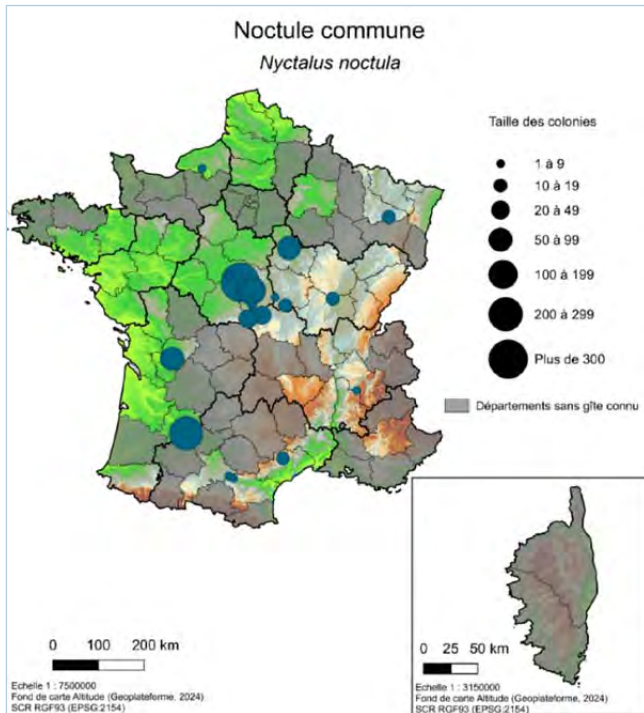 Noctule commune
Nyctalus noctula
Taille des colonies
1 à 9
10 à 19
20 à 49
50 à 99
100 à 199
200 à 299
Plus de 300
Départements sans gîte connu
0 100 200 km
Echelle 1 : 7500000
Fond de carte Altitude (Geoplateforme, 2024)
SCR RGF93 (EPSG:2154)
0 25 50 km
Echelle 1 : 3150000
Fond de carte Altitude (Geoplateforme, 2024)
SCR RGF93 (EPSG:2154)